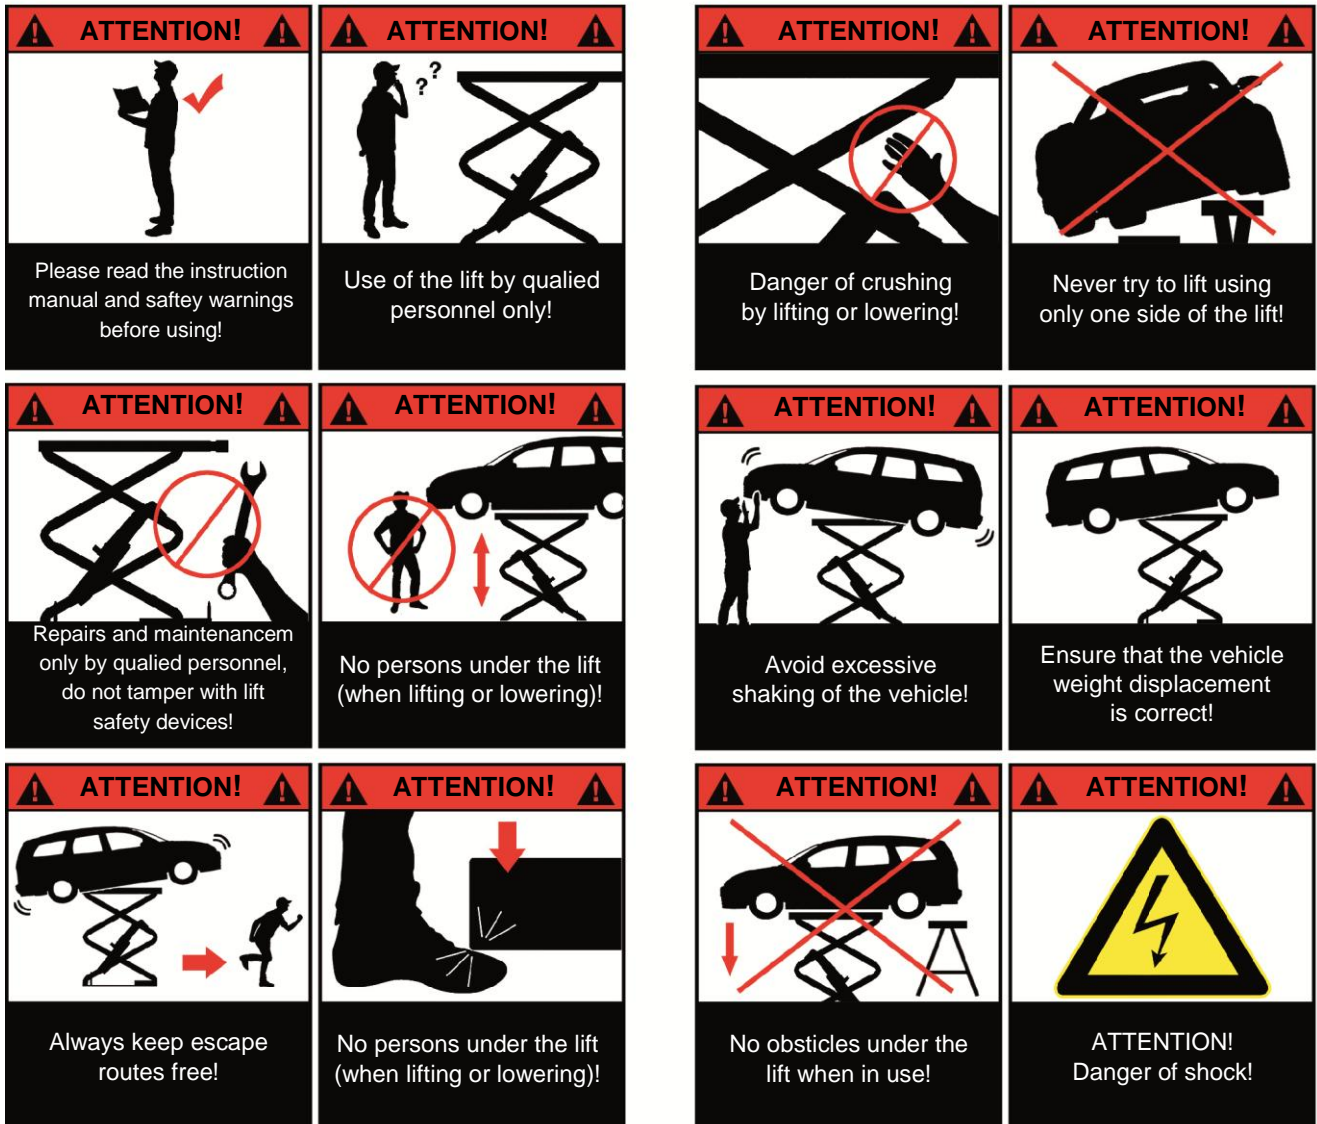 ATTENTION!
Please read the instruction
manual and saftey warnings
before using!
ATTENTION!
??
Use of the lift by qualied
personnel only!
ATTENTION!
Danger of crushing
by lifting or lowering!
ATTENTION!
Never try to lift using
only one side of the lift!
ATTENTION!
Repairs and maintenancem
only by qualied personnel,
do not tamper with lift
safety devices!
ATTENTION!
No persons under the lift
(when lifting or lowering)!
ATTENTION!
Avoid excessive
shaking of the vehicle!
ATTENTION!
Ensure that the vehicle
weight displacement
is correct!
ATTENTION!
Always keep escape
routes free!
ATTENTION!
No persons under the lift
(when lifting or lowering)!
ATTENTION!
No obsticles under the
lift when in use!
ATTENTION!
ATTENTION!
Danger of shock!